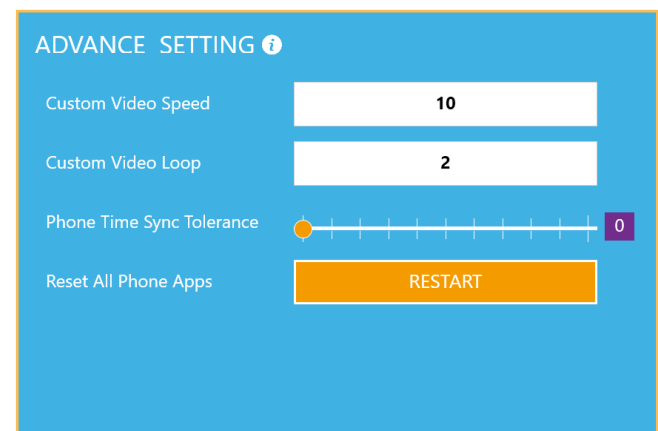 ADVANCE SETTING i
Custom Video Speed 10
Custom Video Loop 2
Phone Time Sync Tolerance 0
Reset All Phone Apps RESTART